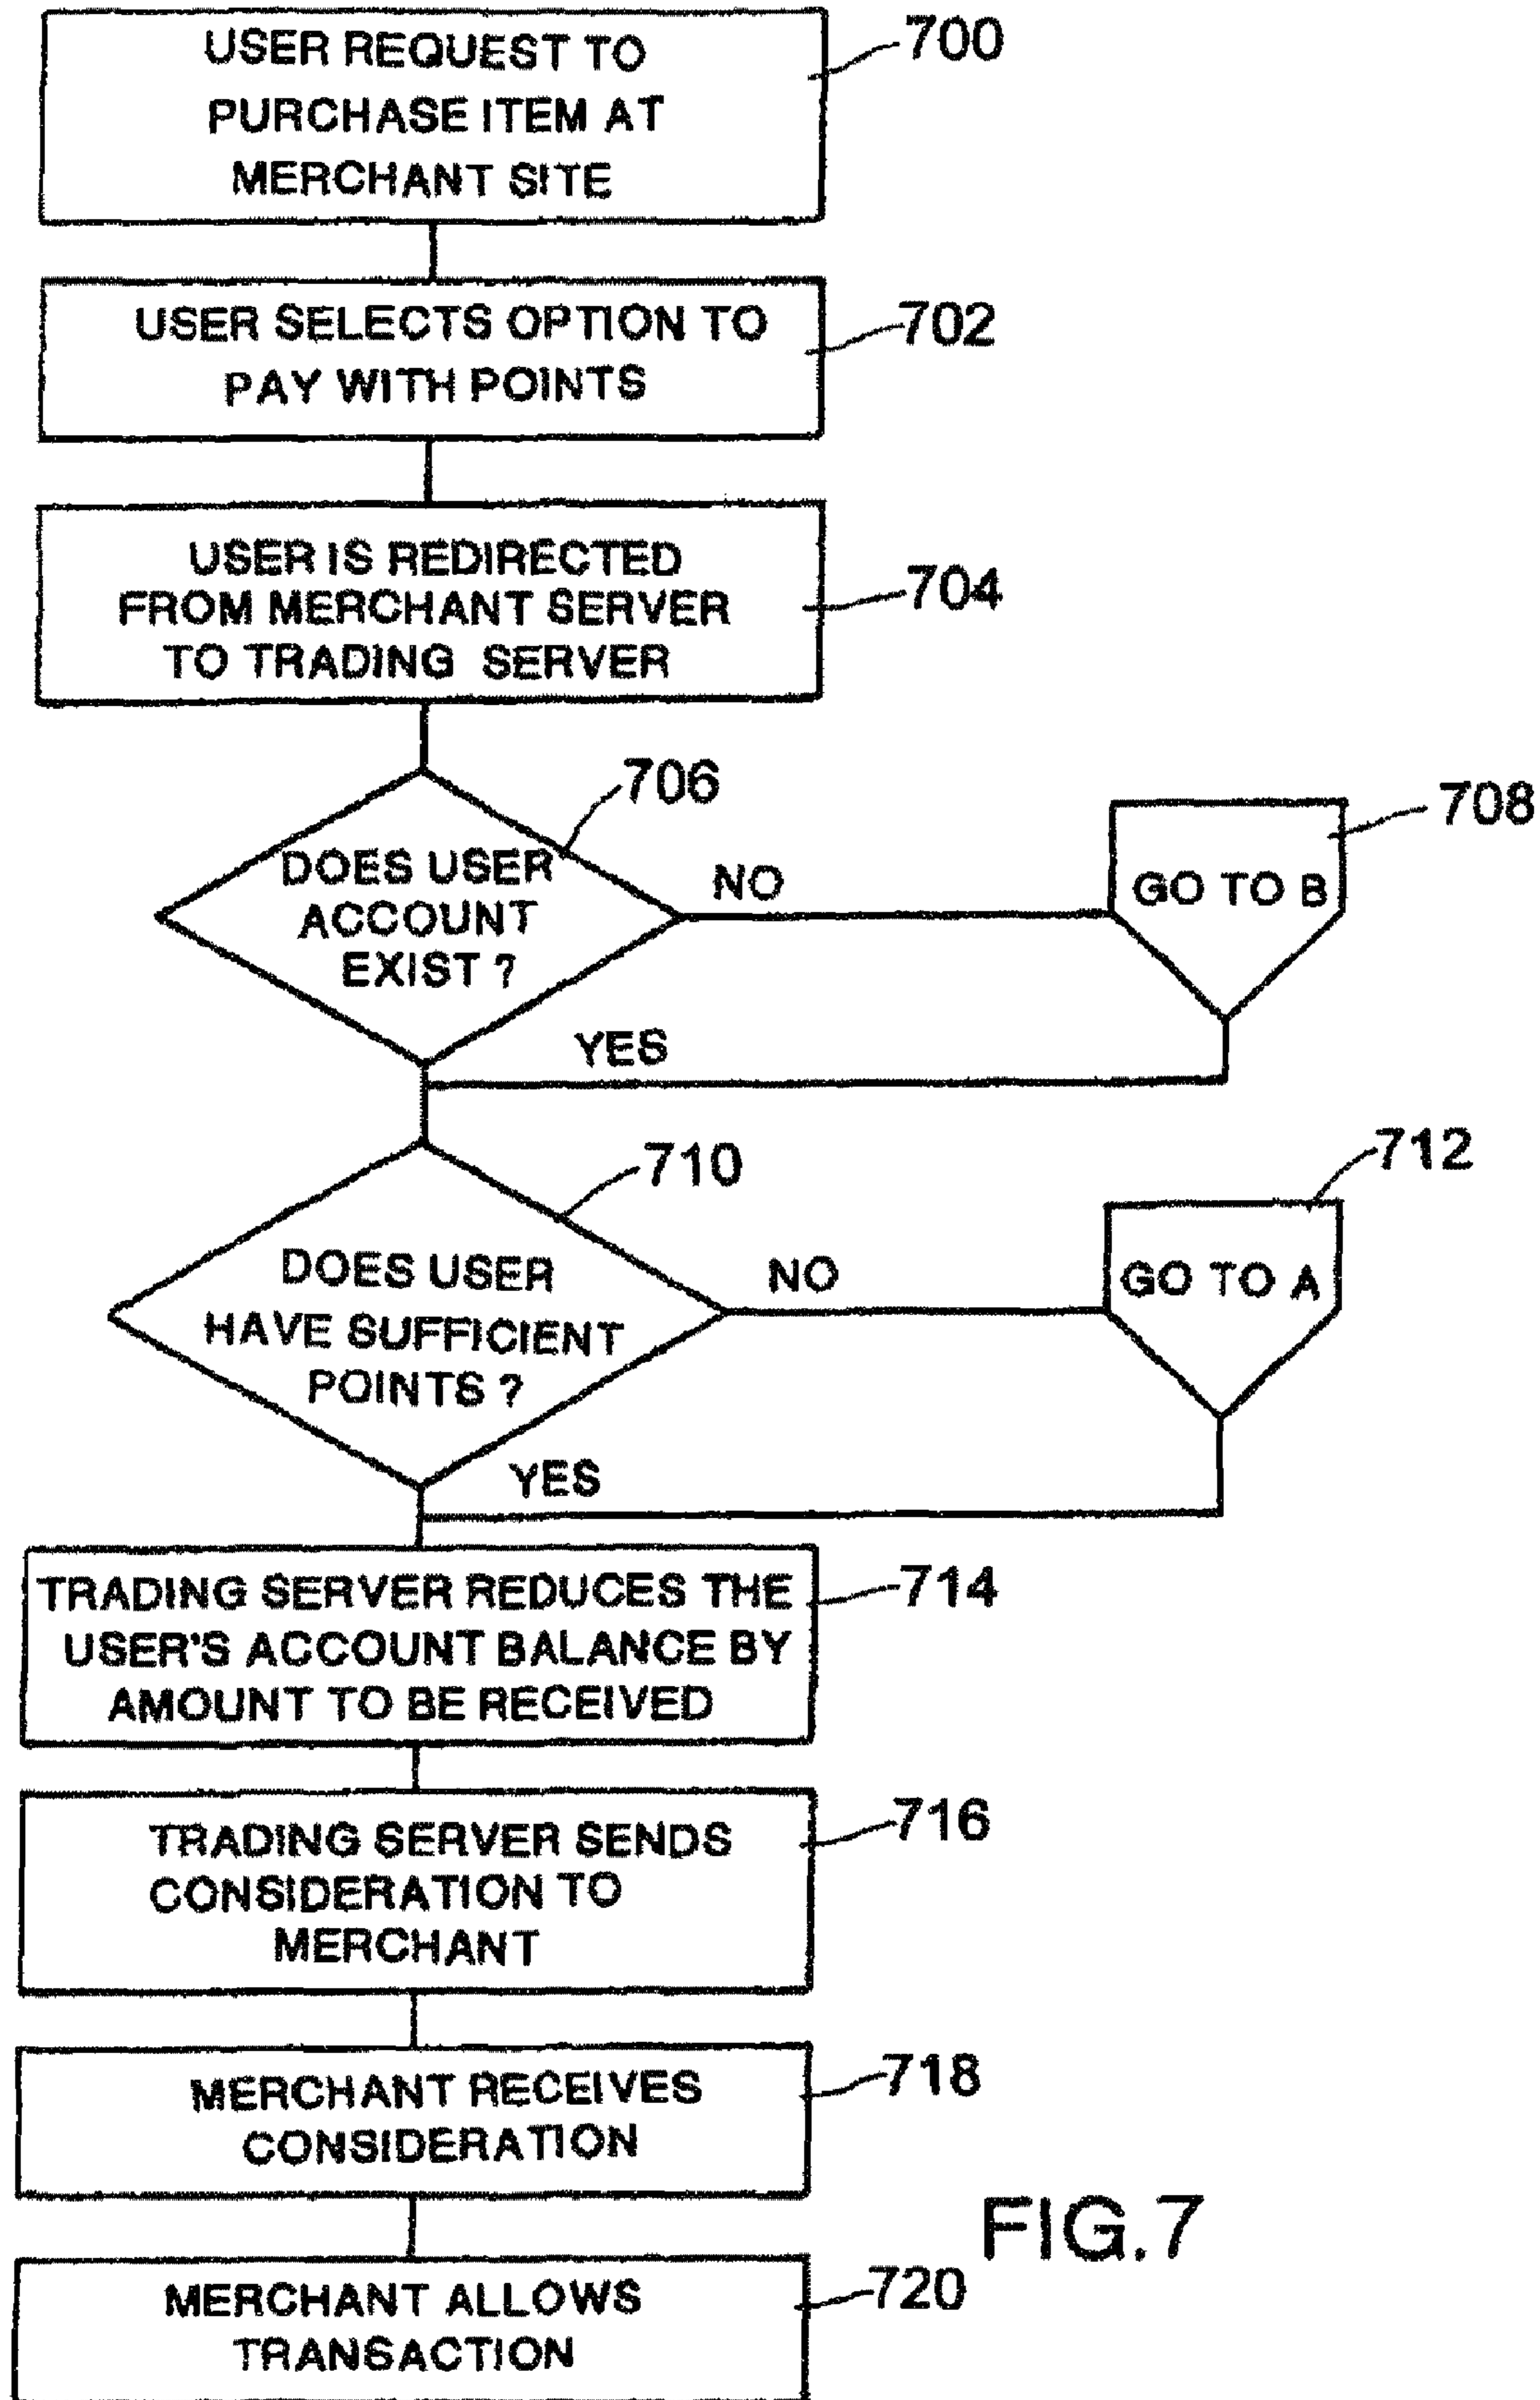 USER REQUEST TO
PURCHASE ITEM AT
MERCHANT SITE
700
USER SELECTS OPTION TO
PAY WITH POINTS
702
USER IS REDIRECTED
FROM MERCHANT SERVER
TO TRADING SERVER
704
706
DOES USER
ACCOUNT
EXIST ?
NO
708
GO TO B
YES
710
DOES USER
HAVE SUFFICIENT
POINTS ?
NO
712
GO TO A
YES
TRADING SERVER REDUCES THE
USER'S ACCOUNT BALANCE BY
AMOUNT TO BE RECEIVED
714
TRADING SERVER SENDS
CONSIDERATION TO
MERCHANT
716
MERCHANT RECEIVES
CONSIDERATION
718
MERCHANT ALLOWS
TRANSACTION
720
FIG.7